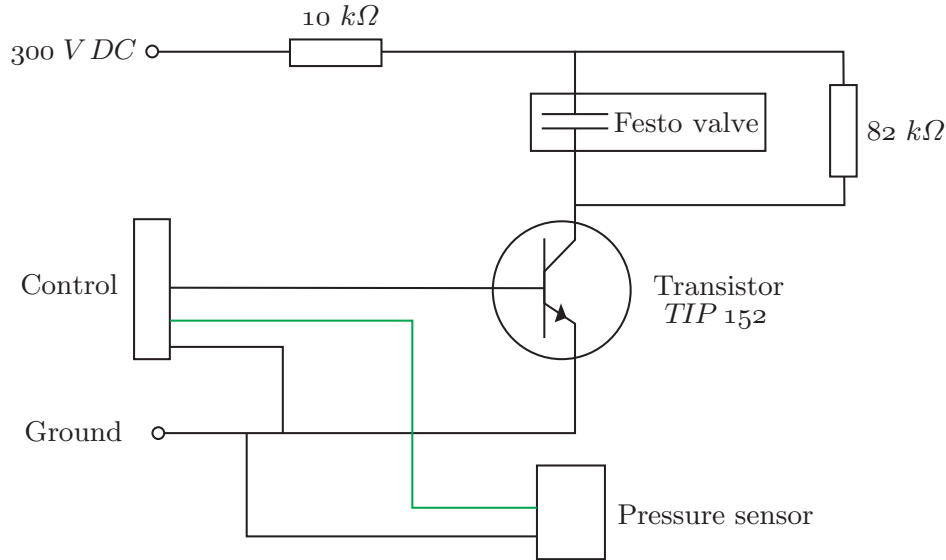 10 kΩ
300 V DC
Festo valve
82 kΩ
Control
Transistor
TIP 152
Ground
Pressure sensor